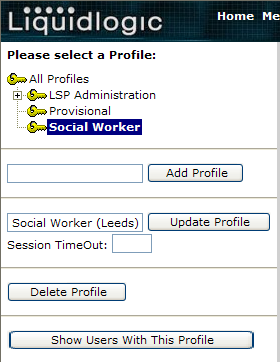 Liquidlogic
Home Me
Please select a Profile:
All Profiles
LSP Administration
Provisional
Social Worker
Add Profile
Social Worker (Leeds) Update Profile
Session TimeOut:
Delete Profile
Show Users With This Profile